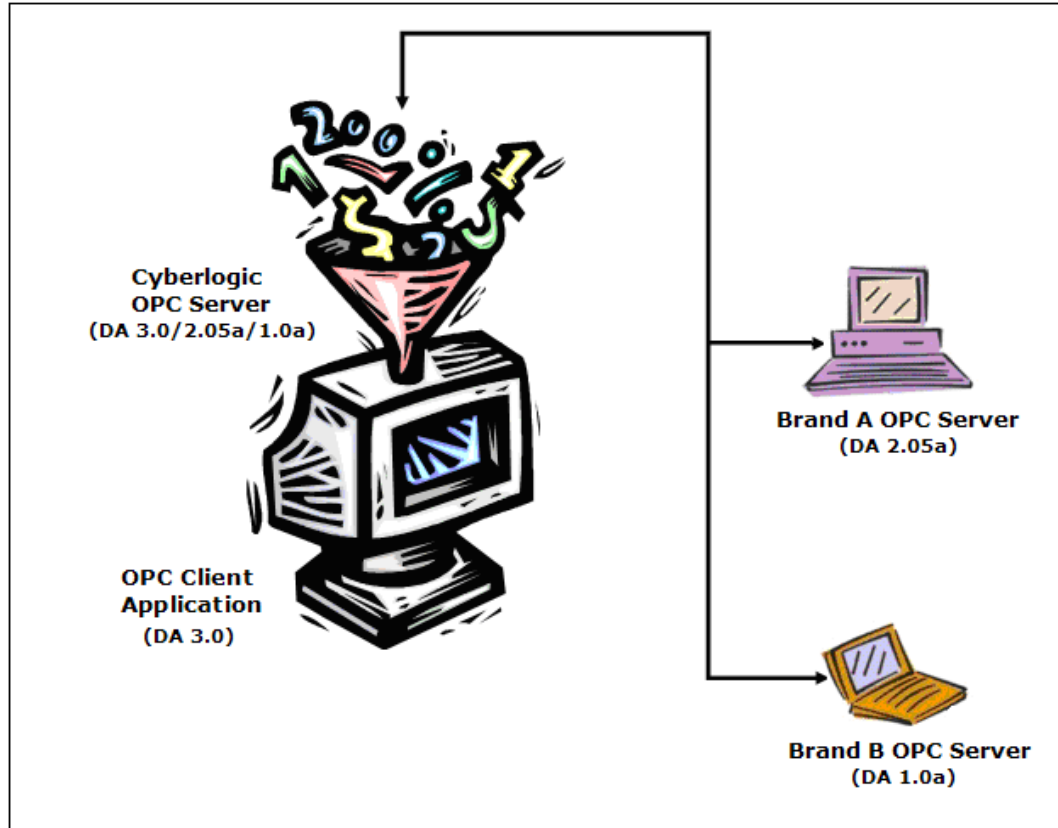 Cyberlogic
OPC Server
(DA 3.0/2.05a/1.0a)
Brand A OPC Server
(DA 2.05a)
OPC Client
Application
(DA 3.0)
Brand B OPC Server
(DA 1.0a)